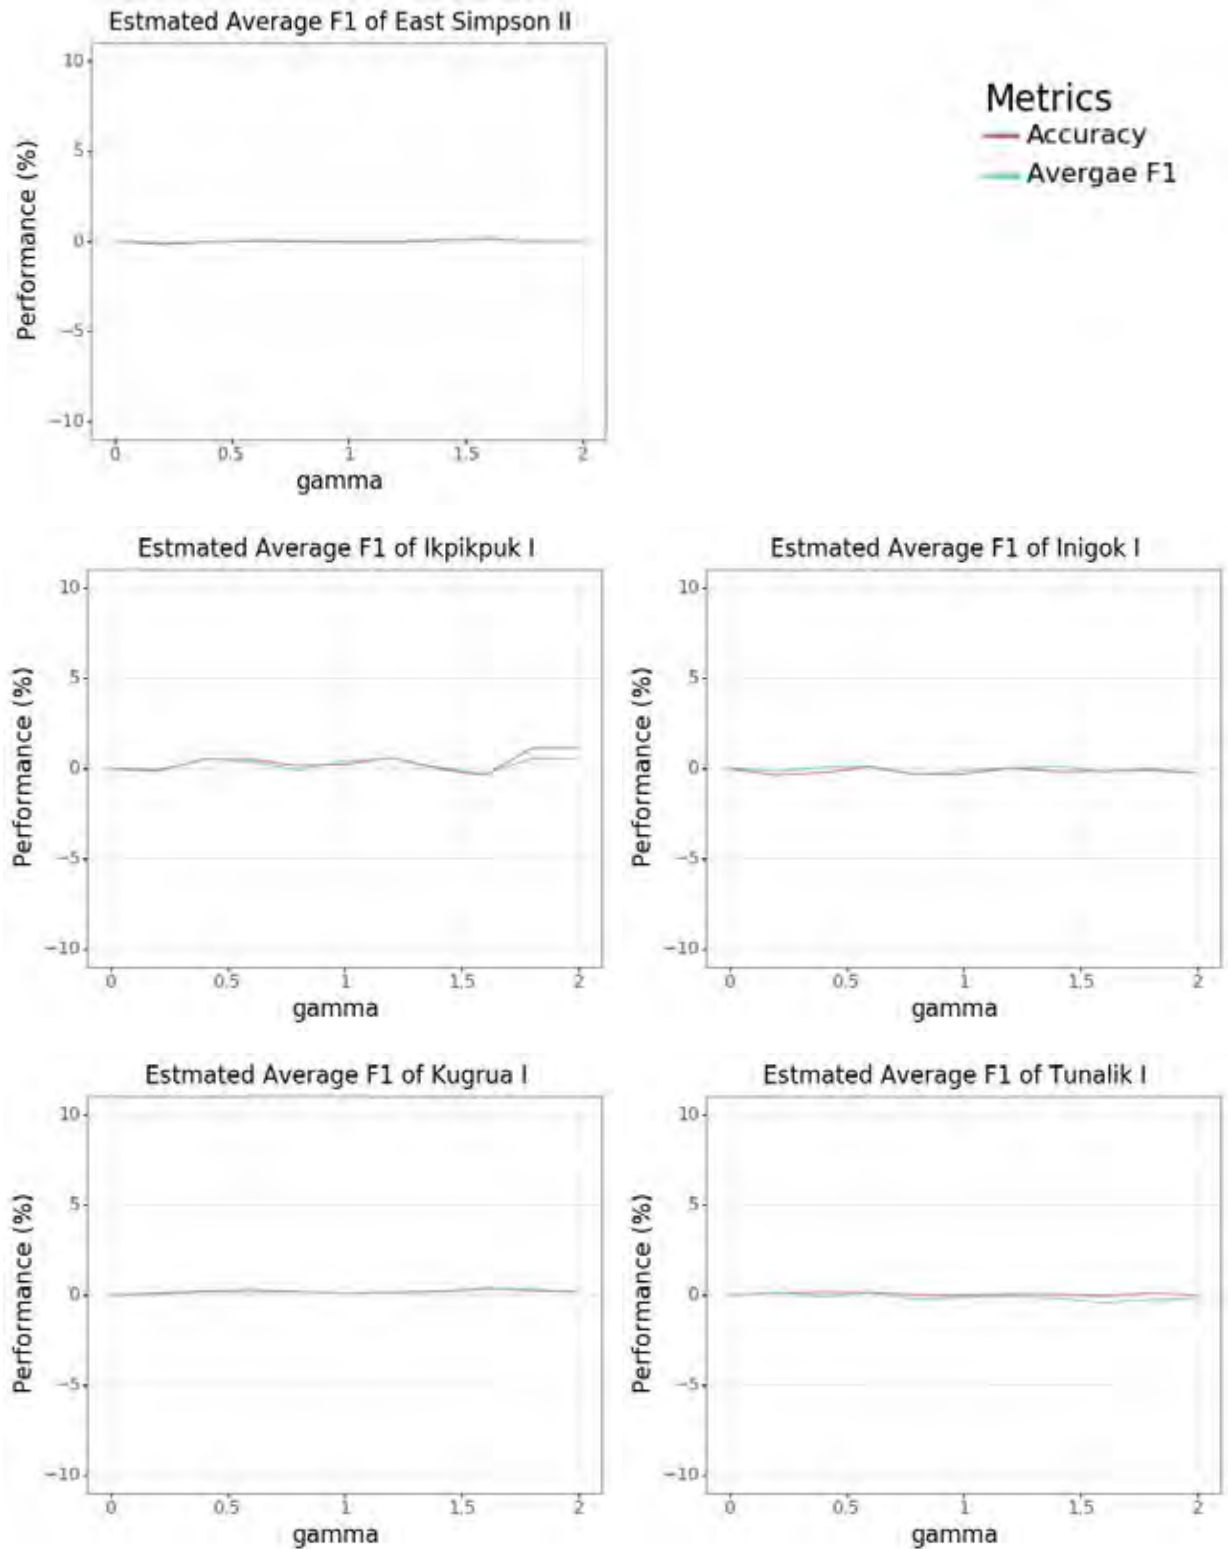 Estmated Average F1 of East Simpson II
10
5
0
−5
−10
Performance (%)
0 0.5 1 1.5 2
gamma
Metrics
Accuracy
Avergae F1
Estmated Average F1 of Ikpikpuk I
10
5
0
−5
−10
Performance (%)
0 0.5 1 1.5 2
gamma
Estmated Average F1 of Inigok I
10
5
0
−5
−10
Performance (%)
0 0.5 1 1.5 2
gamma
Estmated Average F1 of Kugrua I
10
5
0
−5
−10
Performance (%)
0 0.5 1 1.5 2
gamma
Estmated Average F1 of Tunalik I
10
5
0
−5
−10
Performance (%)
0 0.5 1 1.5 2
gamma